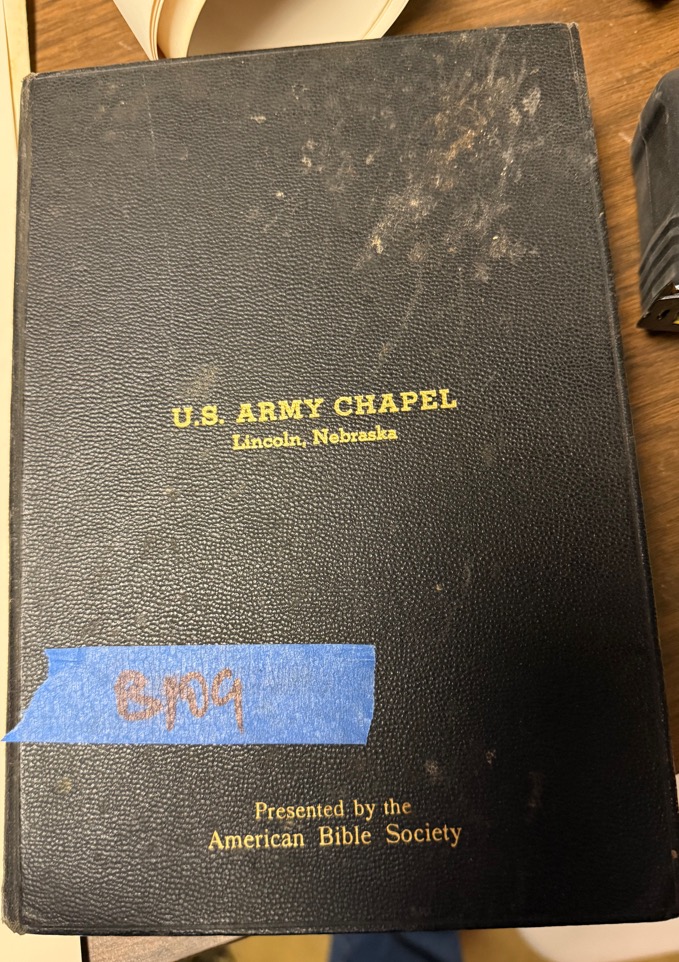 U.S. ARMY CHAPEL
Lincoln, Nebraska
B109
Presented by the
American Bible Society